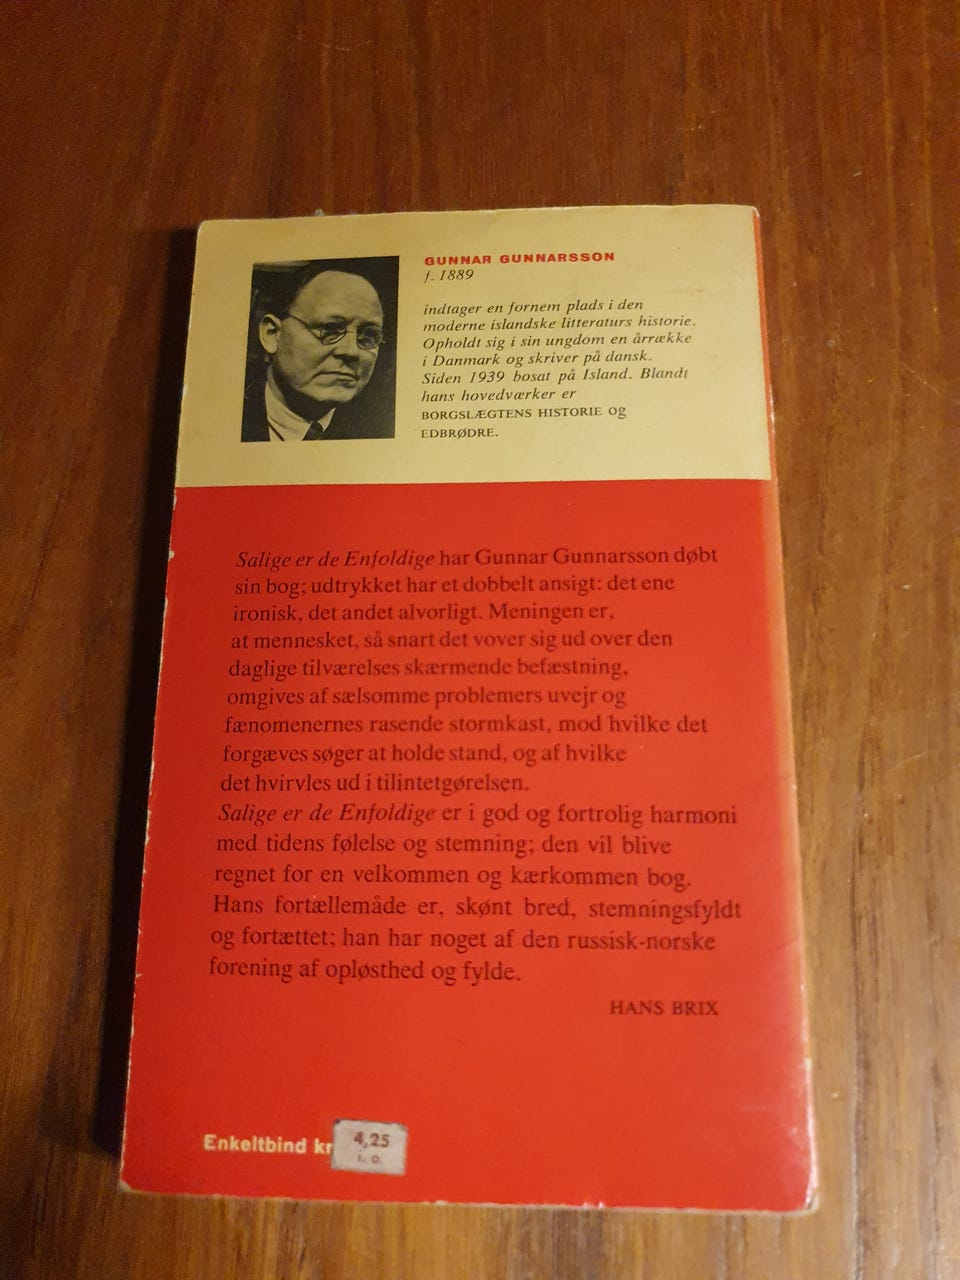 GUNNAR GUNNARSSON
f. 1889
indtager en fornem plads i den
moderne islandske litteraturs historie.
Opholdt sig i sin ungdom en årrække
i Danmark og skriver på dansk.
Siden 1939 bosat på Island. Blandt
hans hovedværker er
BORGSLÆGTENS HISTORIE og
EDBRØDRE.
Salige er de Enfoldige har Gunnar Gunnarsson døbt
sin bog; udtrykket har et dobbelt ansigt: det ene
ironisk, det andet alvorligt. Meningen er,
at mennesket, så snart det vover sig ud over den
daglige tilværelses skærmende befæstning,
omgives af sælsomme problemers uvejr og
fænomenernes rasende stormkast, mod hvilke det
forgæves søger at holde stand, og af hvilke
det hvirvles ud i tilintetgørelsen.
Salige er de Enfoldige er i god og fortrolig harmoni
med tidens følelse og stemning; den vil blive
regnet for en velkommen og kærkommen bog.
Hans fortællemåde er, skønt bred, stemningsfyldt
og fortættet; han har noget af den russisk-norske
forening af opløsthed og fylde.
HANS BRIX
Enkeltbind kr 4,25
i. o.